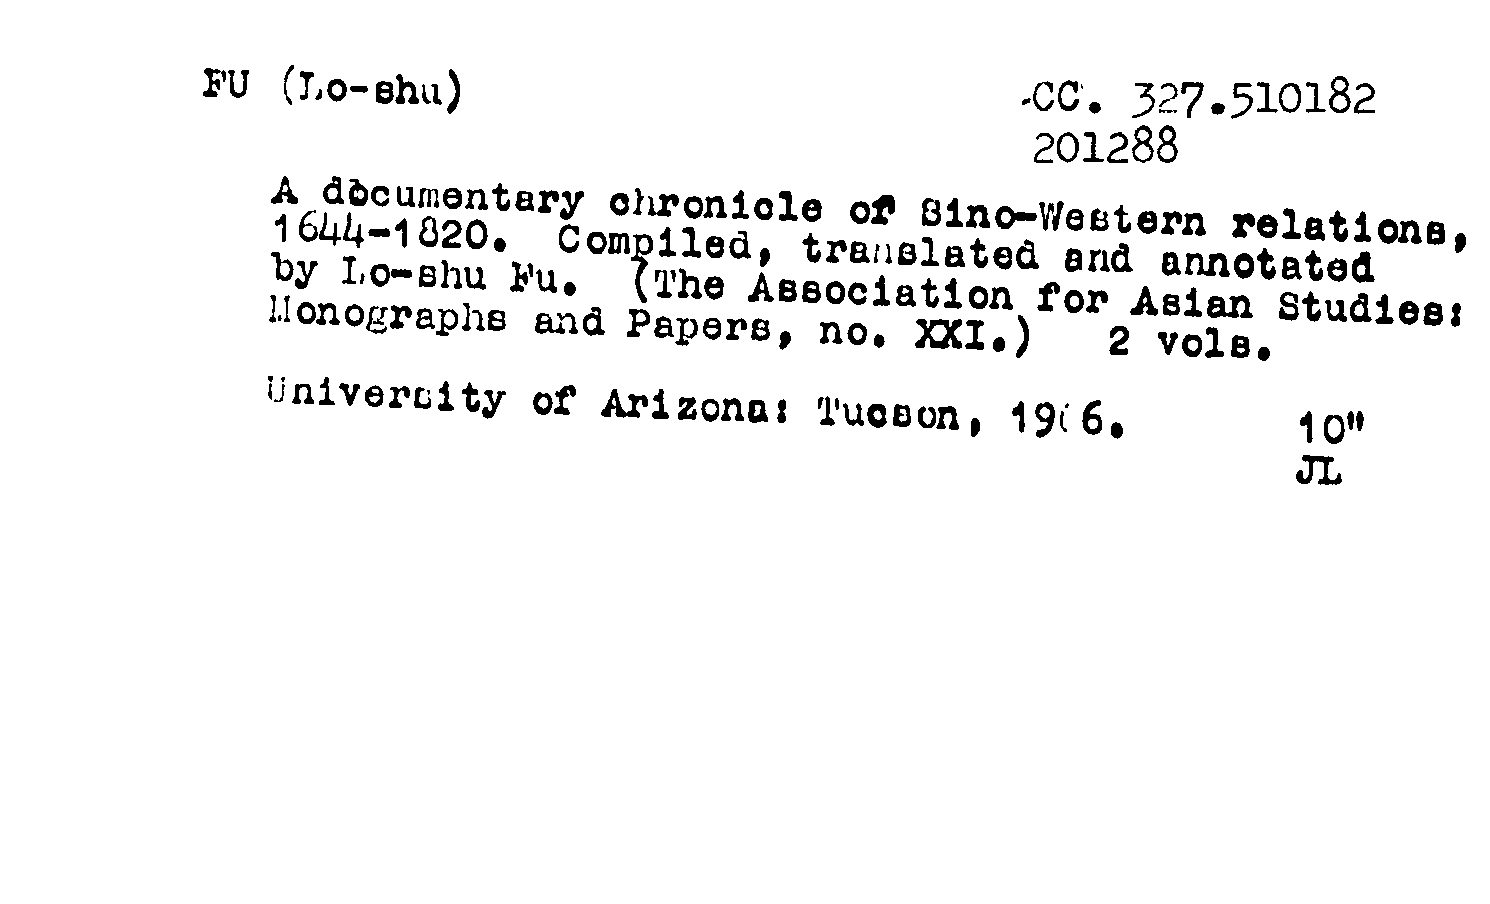 FU (Lo-shu)
CC. 327.510182
201288
A documentary chronicle of Sino-Western relations,
1644-1820. Compiled, translated and annotated
by Lo-shu Fu. (The Association for Asian Studies:
Monographs and Papers, no. XXI.) 2 vols.
University of Arizona: Tucson, 1966.
10"
JL